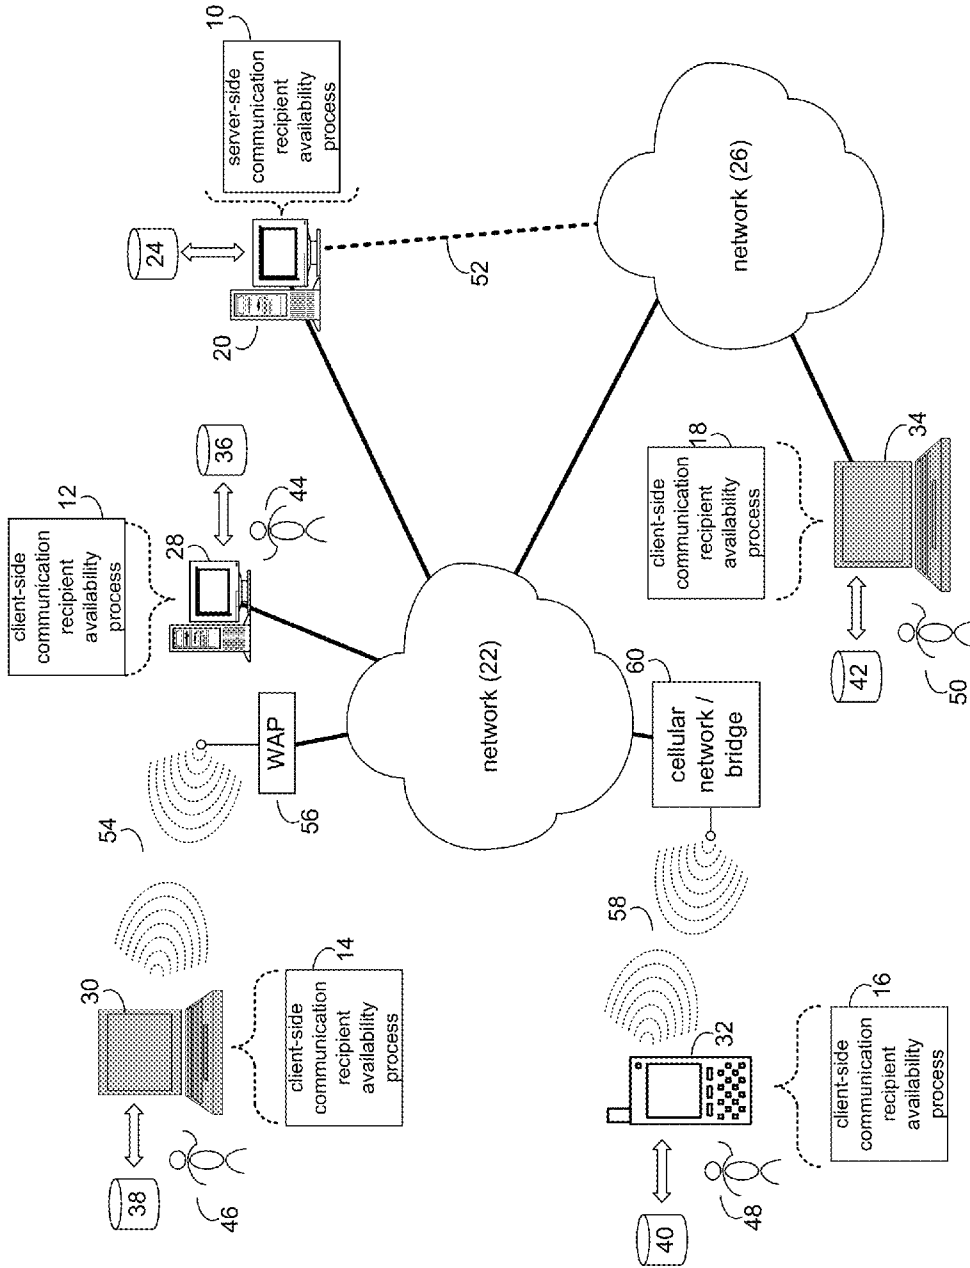 10
server-side
communication
recipient
availability
process
24
20
52
network (26)
12
client-side
communication
recipient
availability
process
28
36
44
18
client-side
communication
recipient
availability
process
34
42
50
54
WAP
56
network (22)
60
cellular
network /
bridge
30
38
46
14
client-side
communication
recipient
availability
process
58
32
40
48
16
client-side
communication
recipient
availability
process